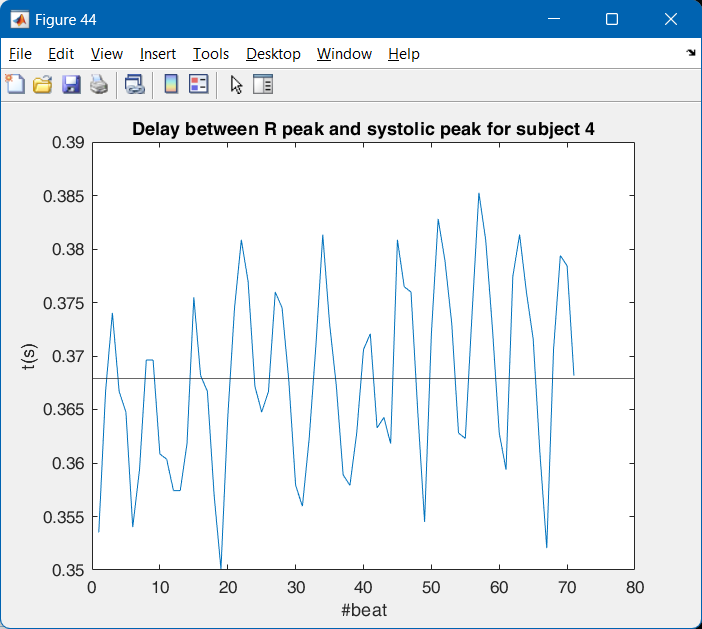 Figure 44
File Edit View Insert Tools Desktop Window Help
Delay between R peak and systolic peak for subject 4
0.39
0.385
0.38
0.375
0.37
0.365
0.36
0.355
0.35
t(s)
0 10 20 30 40 50 60 70 80
#beat